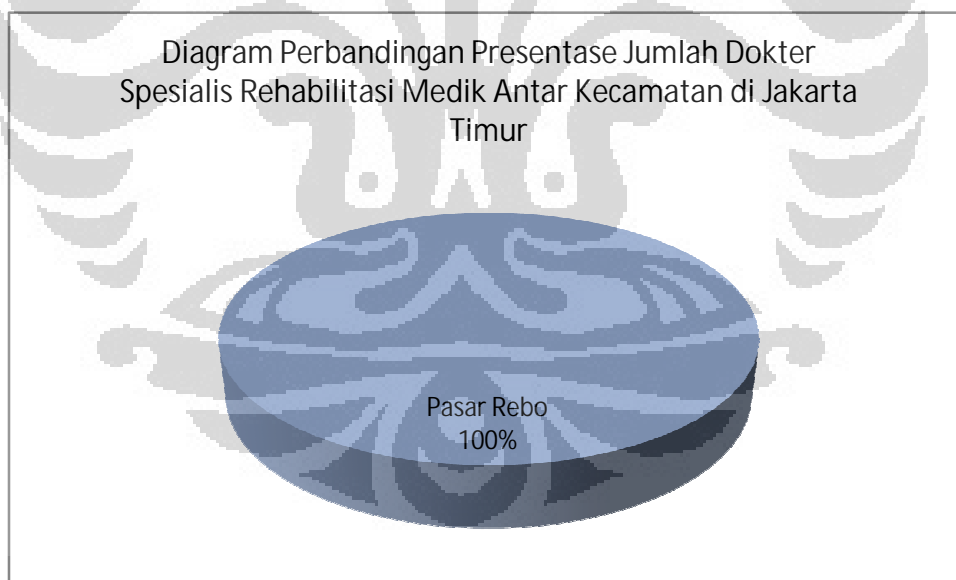 Diagram Perbandingan Presentase Jumlah Dokter
Spesialis Rehabilitasi Medik Antar Kecamatan di Jakarta
Timur
Pasar Rebo
100%